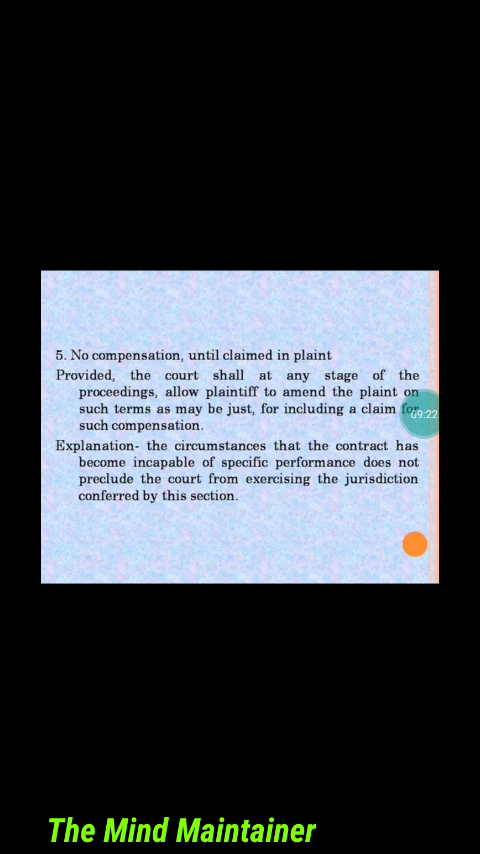 5. No compensation, until claimed in plaint
Provided, the court shall at any stage of the
proceedings, allow plaintiff to amend the plaint on
such terms as may be just, for including a claim for
such compensation.
09:22
Explanation- the circumstances that the contract has
become incapable of specific performance does not
preclude the court from exercising the jurisdiction
conferred by this section.
The Mind Maintainer